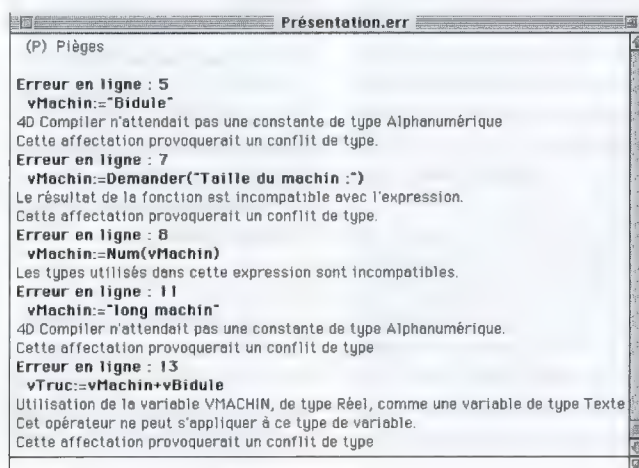 Présentation.err
(P) Pièges
Erreur en ligne : 5
vMachin:="Bidule"
4D Compiler n'attendait pas une constante de type Alphanumérique
Cette affectation provoquerait un conflit de type.
Erreur en ligne : 7
vMachin:=Demander("Taille du machin :")
Le résultat de la fonction est incompatible avec l'expression.
Cette affectation provoquerait un conflit de type.
Erreur en ligne : 8
vMachin:=Num(vMachin)
Les types utilisés dans cette expression sont incompatibles.
Erreur en ligne : 11
vMachin:="long machin"
4D Compiler n'attendait pas une constante de type Alphanumérique.
Cette affectation provoquerait un conflit de type
Erreur en ligne : 13
vTruc:=vMachin+vBidule
Utilisation de la variable VMACHIN, de type Réel, comme une variable de type Texte
Cet opérateur ne peut s'appliquer à ce type de variable.
Cette affectation provoquerait un conflit de type